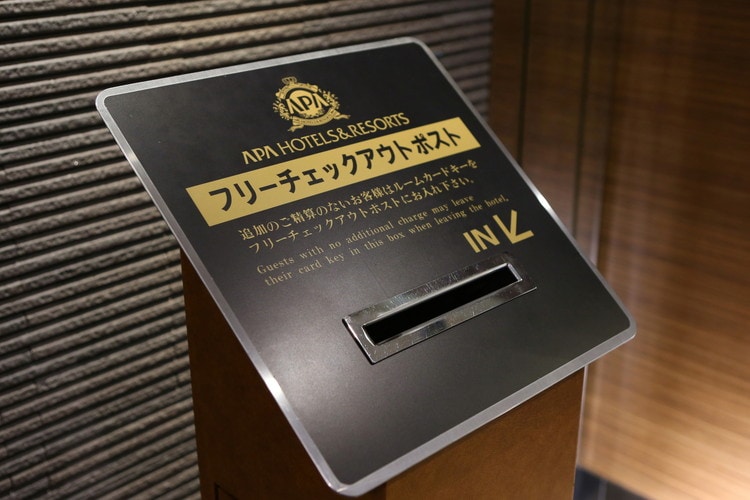 APA
APA HOTELS&RESORTS
フリーチェックアウトポスト
追加のご精算のないお客様はルームカードキーを
フリーチェックアウトポストにお入れ下さい。
Guests with no additional charge may leave
their card key in this box when leaving the hotel.
IN